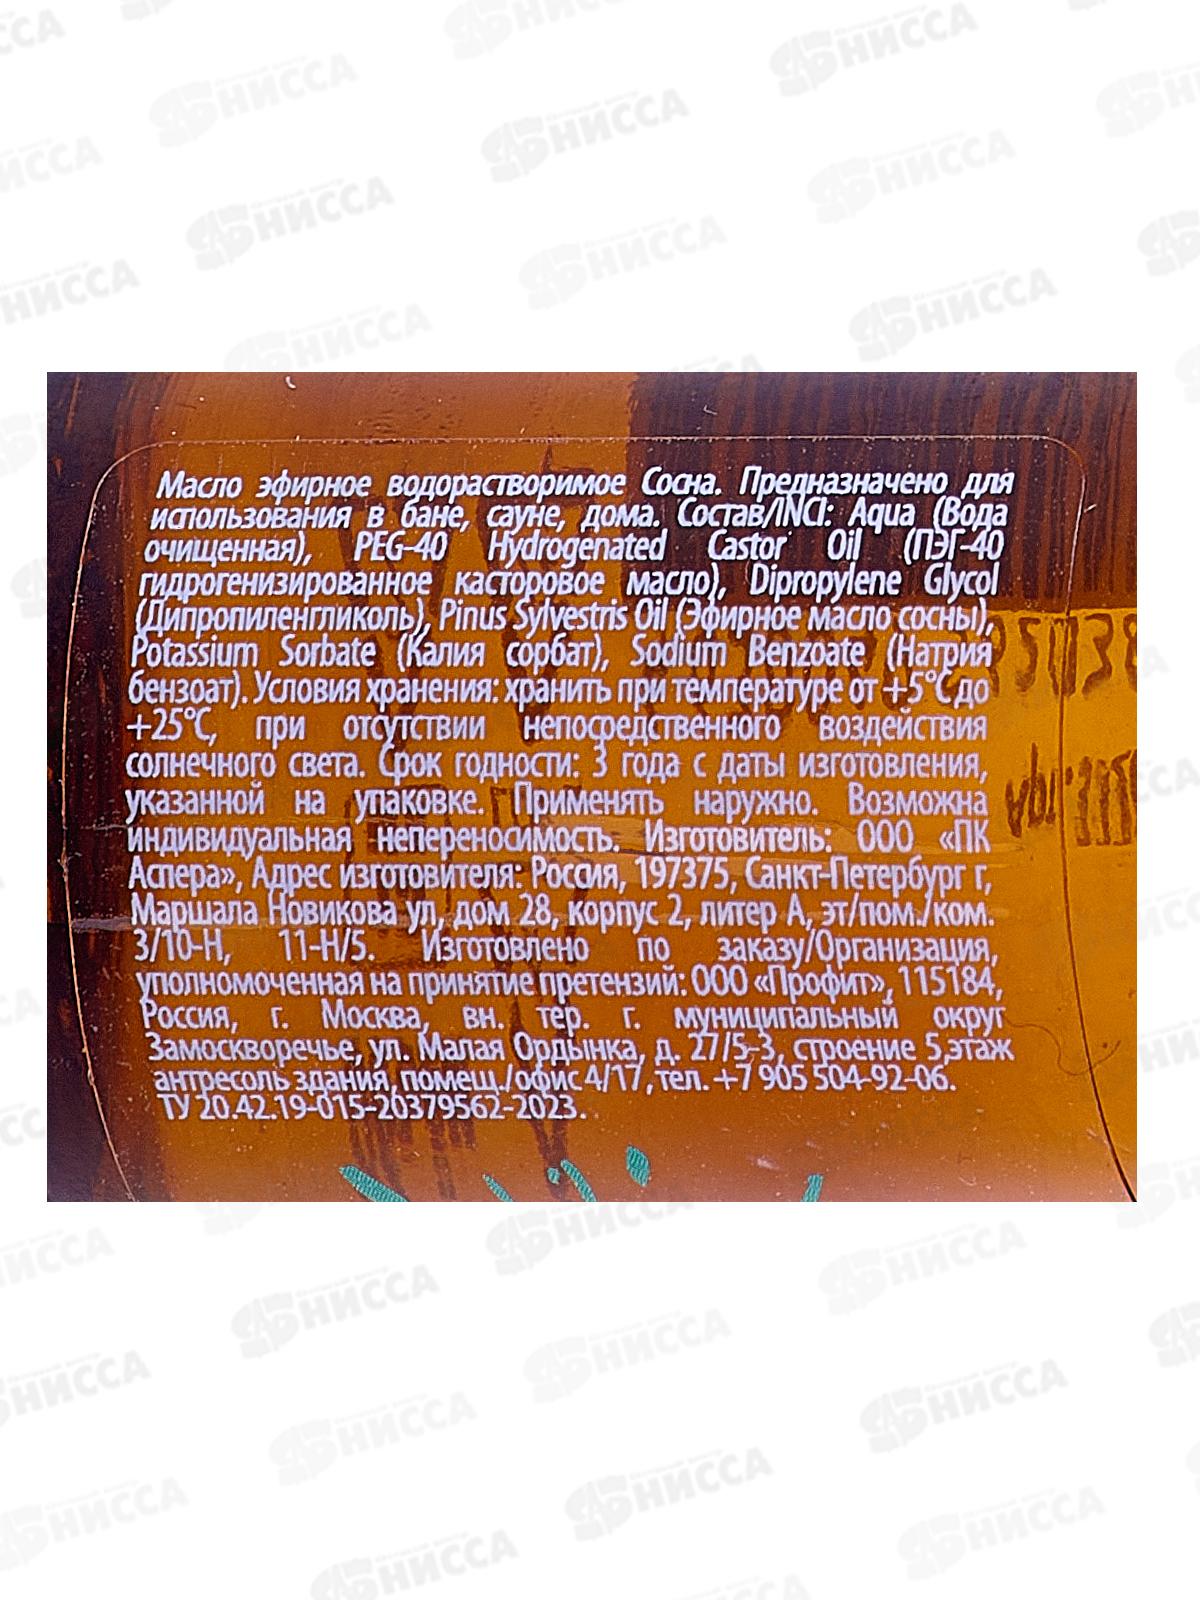 Масло эфирное водорастворимое Сосна. Предназначено для
использования в бане, сауне, дома. Состав/INCI: Aqua (Вода
очищенная), PEG-40 Hydrogenated Castor Oil (ПЭГ-40
гидрогенизированное касторовое масло), Dipropylene Glycol
(Дипропиленгликоль), Pinus Sylvestris Oil (Эфирное масло сосны),
Potassium Sorbate (Калия сорбат), Sodium Benzoate (Натрия
бензоат). Условия хранения: хранить при температуре от +5°С до
+25°С, при отсутствии непосредственного воздействия
солнечного света. Срок годности: 3 года с даты изготовления,
указанной на упаковке. Применять наружно. Возможна
индивидуальная непереносимость. Изготовитель: ООО «ПК
Аспера», Адрес изготовителя: Россия, 197375, Санкт-Петербург г,
Маршала Новикова ул, дом 28, корпус 2, литер А, эт/пом./ком.
3/10-Н, 11-Н/5. Изготовлено по заказу/Организация,
уполномоченная на принятие претензий: ООО «Профит», 115184,
Россия, г. Москва, вн. тер. г. муниципальный округ
Замоскворечье, ул. Малая Ордынка, д. 27/5-3, строение 5,этаж
антресоль здания, помещ./офис 4/17, тел. +7 905 504-92-06.
ТУ 20.42.19-015-20379562-2023.
НИССА